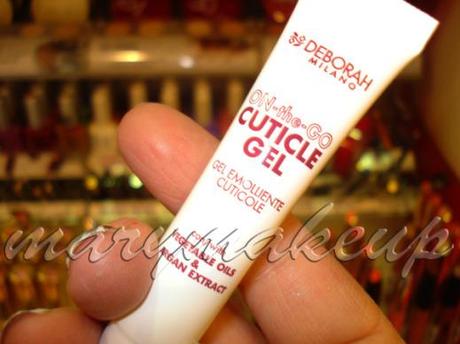 DEBORAH
MILANO
ON-the-GO
CUTICLE
GEL
GEL EMOLLIENTE
CUTICOLE
VEGETABLE OILS
&
ARGAN EXTRACT
marymakeup